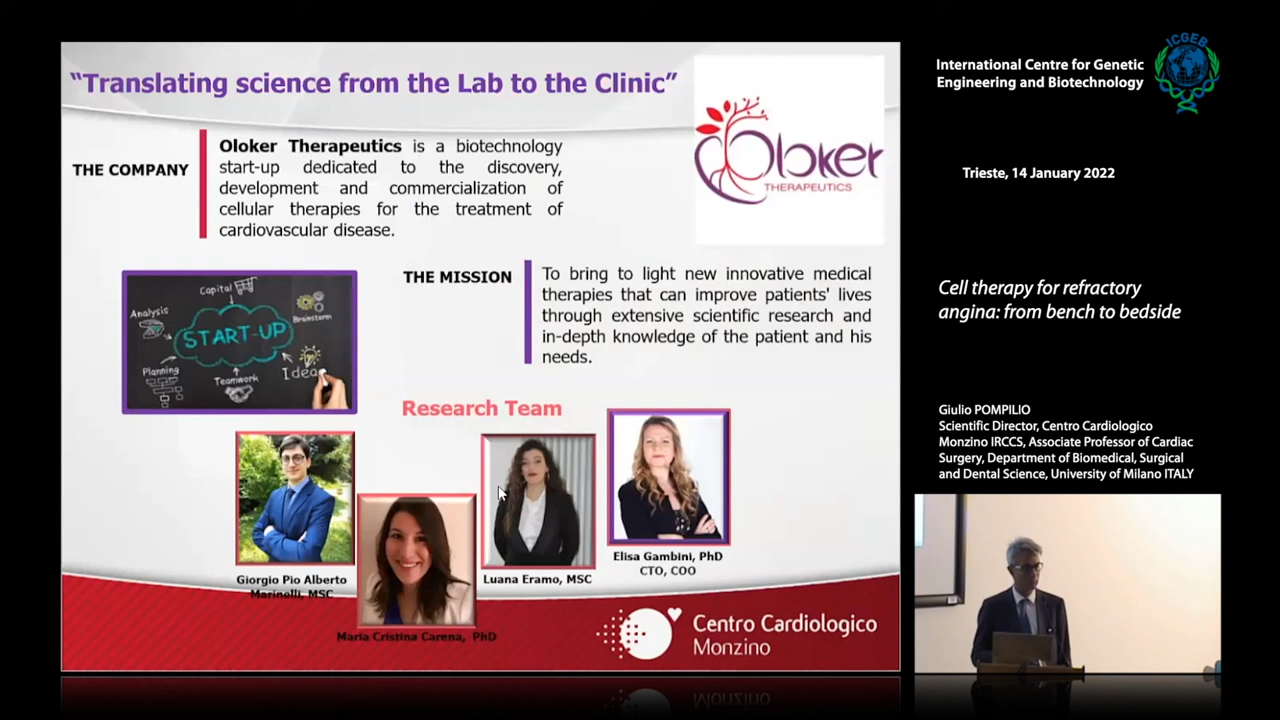 “Translating science from the Lab to the Clinic”
THE COMPANY
Oloker Therapeutics is a biotechnology
start-up dedicated to the discovery,
development and commercialization of
cellular therapies for the treatment of
cardiovascular disease.
Oloker
THERAPEUTICS
THE MISSION
To bring to light new innovative medical
therapies that can improve patients' lives
through extensive scientific research and
in-depth knowledge of the patient and his
needs.
Capital
Analysis
Brainstorm
START-UP
Planning
Teamwork
Ideas
Research Team
Giorgio Pio Alberto
Marinelli, MSC
Maria Cristina Carena, PhD
Luana Eramo, MSC
Elisa Gambini, PhD
CTO, COO
Centro Cardiologico
Monzino
ICGEB
International Centre for Genetic
Engineering and Biotechnology
Trieste, 14 January 2022
Cell therapy for refractory
angina: from bench to bedside
Giulio POMPILIO
Scientific Director, Centro Cardiologico
Monzino IRCCS, Associate Professor of Cardiac
Surgery, Department of Biomedical, Surgical
and Dental Science, University of Milano ITALY